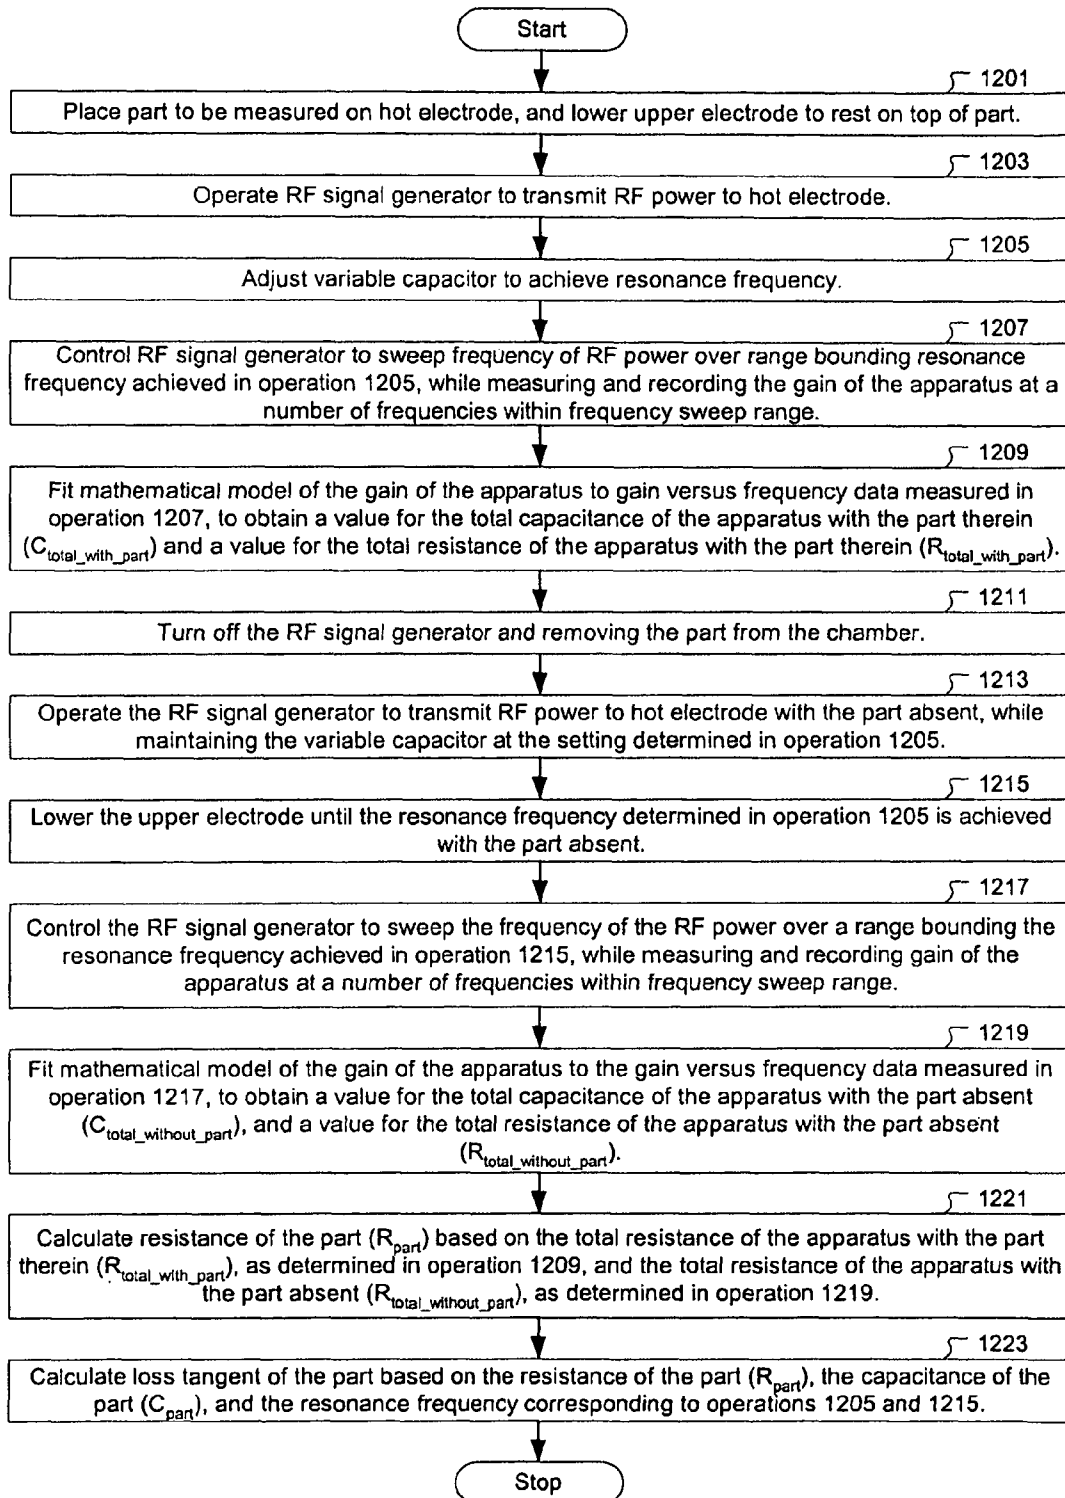 Start
1201
Place part to be measured on hot electrode, and lower upper electrode to rest on top of part.
1203
Operate RF signal generator to transmit RF power to hot electrode.
1205
Adjust variable capacitor to achieve resonance frequency.
1207
Control RF signal generator to sweep frequency of RF power over range bounding resonance
frequency achieved in operation 1205, while measuring and recording the gain of the apparatus at a
number of frequencies within frequency sweep range.
1209
Fit mathematical model of the gain of the apparatus to gain versus frequency data measured in
operation 1207, to obtain a value for the total capacitance of the apparatus with the part therein
(C_total_with_part) and a value for the total resistance of the apparatus with the part therein (R_total_with_part).
1211
Turn off the RF signal generator and removing the part from the chamber.
1213
Operate the RF signal generator to transmit RF power to hot electrode with the part absent, while
maintaining the variable capacitor at the setting determined in operation 1205.
1215
Lower the upper electrode until the resonance frequency determined in operation 1205 is achieved
with the part absent.
1217
Control the RF signal generator to sweep the frequency of the RF power over a range bounding the
resonance frequency achieved in operation 1215, while measuring and recording gain of the
apparatus at a number of frequencies within frequency sweep range.
1219
Fit mathematical model of the gain of the apparatus to the gain versus frequency data measured in
operation 1217, to obtain a value for the total capacitance of the apparatus with the part absent
(C_total_without_part), and a value for the total resistance of the apparatus with the part absent
(R_total_without_part).
1221
Calculate resistance of the part (R_part) based on the total resistance of the apparatus with the part
therein (R_total_with_part), as determined in operation 1209, and the total resistance of the apparatus with
the part absent (R_total_without_part), as determined in operation 1219.
1223
Calculate loss tangent of the part based on the resistance of the part (R_part), the capacitance of the
part (C_part), and the resonance frequency corresponding to operations 1205 and 1215.
Stop